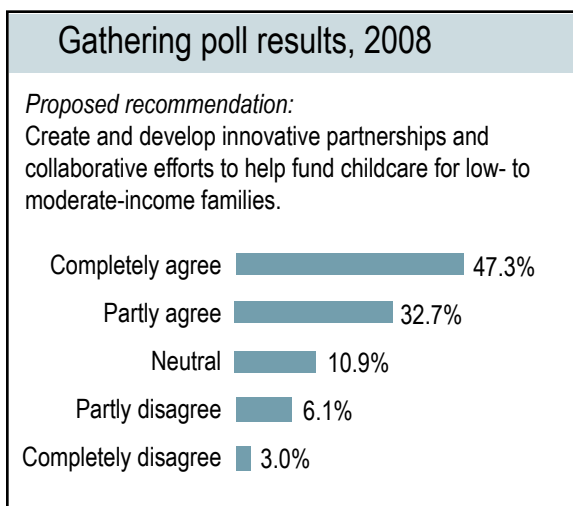 Gathering poll results, 2008
Proposed recommendation:
Create and develop innovative partnerships and
collaborative efforts to help fund childcare for low- to
moderate-income families.
Completely agree 47.3%
Partly agree 32.7%
Neutral 10.9%
Partly disagree 6.1%
Completely disagree 3.0%